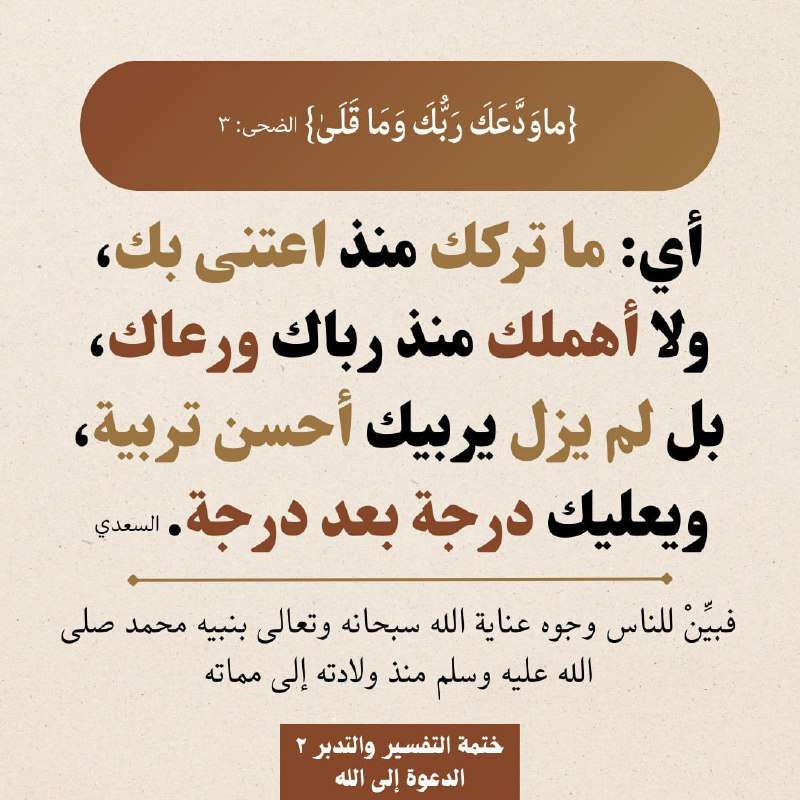 {ماوَدَّعَكَ رَبُّكَ وَمَا قَلَىٰ} الضحى: ٣
أي: ما تركك منذ اعتنى بك،
ولا أهملك منذ رباك ورعاك،
بل لم يزل يربيك أحسن تربية،
ويعليك درجة بعد درجة. السعدي
فبيِّنْ للناس وجوه عناية الله سبحانه وتعالى بنبيه محمد صلى
الله عليه وسلم منذ ولادته إلى مماته
ختمة التفسير والتدبر ٢
الدعوة إلى الله